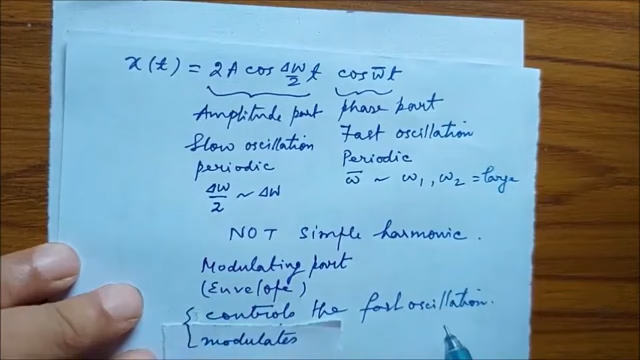 x(t) = 2A cos Δω/2 t cos ω̅t
Amplitude part phase part
Slow oscillation Fast oscillation
periodic Periodic
Δω/2 ~ Δω ω̅ ~ ω₁, ω₂ = large
NOT simple harmonic.
Modulating part
(Envelope)
controls the fast oscillation.
modulates